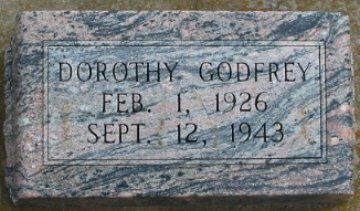 DOROTHY GODFREY
FEB. 1, 1926
SEPT. 12, 1943